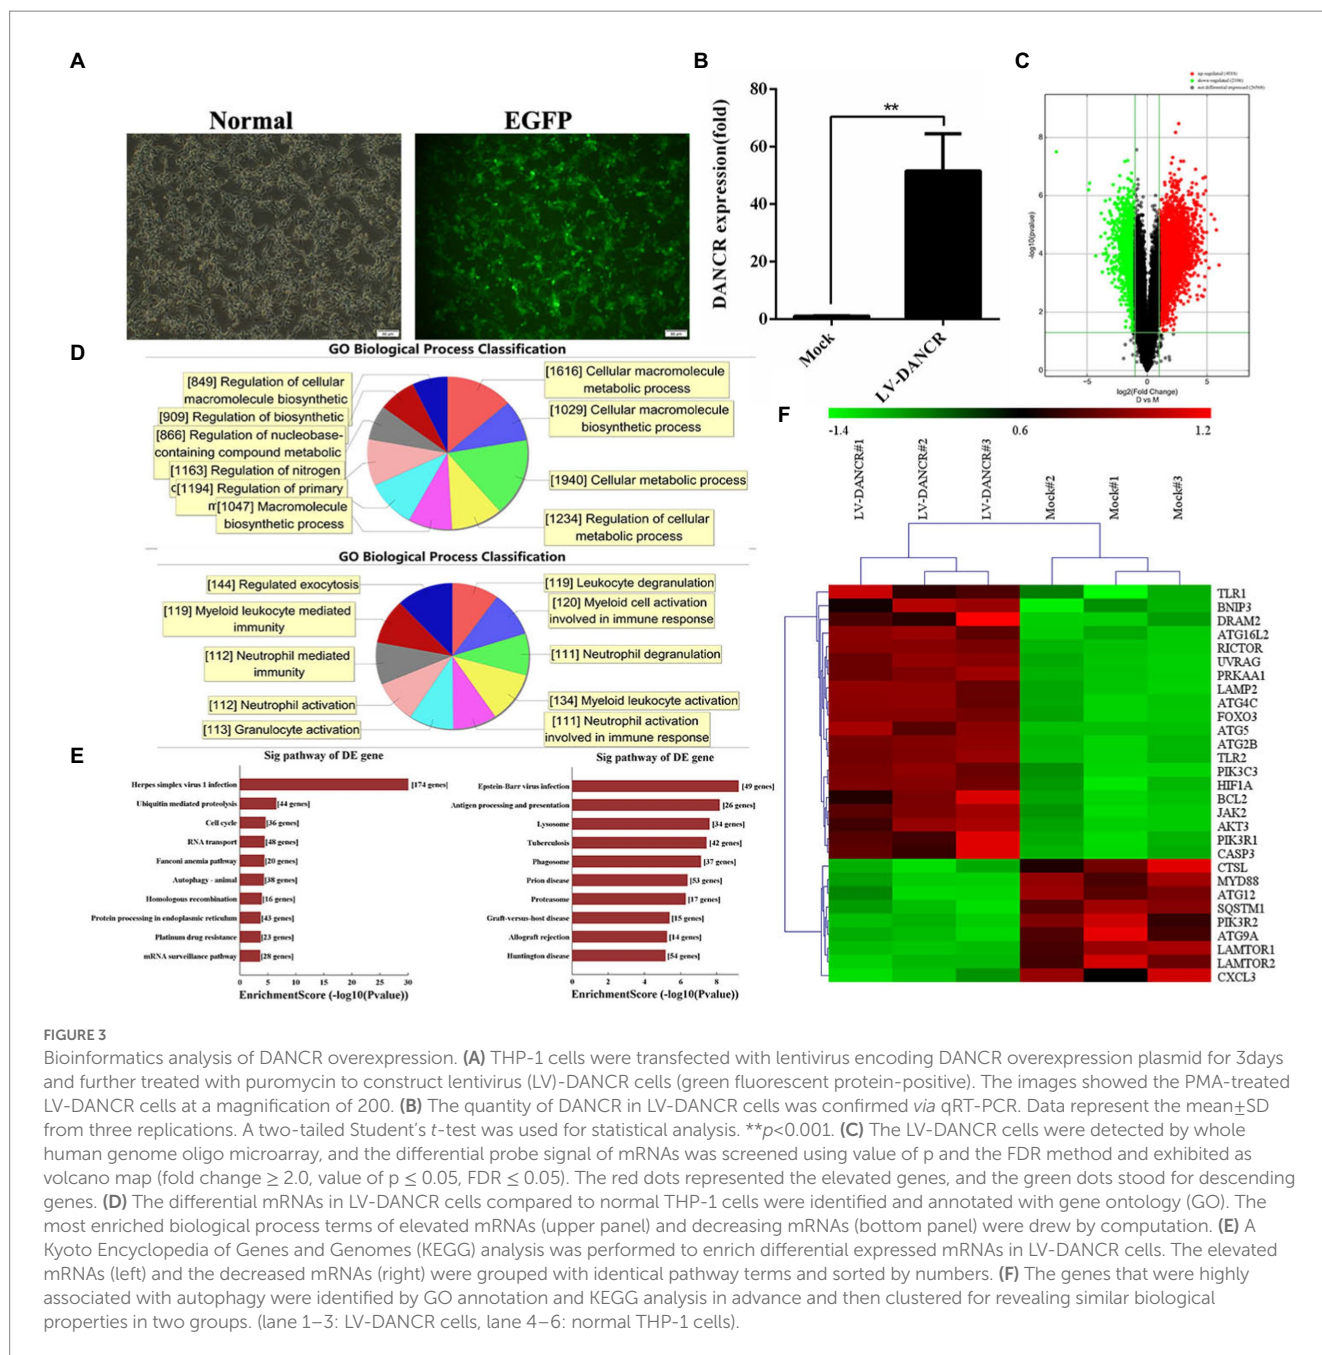 A
Normal
EGFP
B
DANCR expression(fold)
80
60
40
20
0
**
Mock
LV-DANCR
C
8
6
4
2
0
-log10(pvalue)
−5
0
5
log2(Fold Change)
D vs M
D
GO Biological Process Classification
[849] Regulation of cellular
macromolecule biosynthetic
[909] Regulation of biosynthetic
[866] Regulation of nucleobase-
containing compound metabolic
[1163] Regulation of nitrogen
[1194] Regulation of primary
[1047] Macromolecule
biosynthetic process
[1616] Cellular macromolecule
metabolic process
[1029] Cellular macromolecule
biosynthetic process
[1940] Cellular metabolic process
[1234] Regulation of cellular
metabolic process
GO Biological Process Classification
[144] Regulated exocytosis
[119] Myeloid leukocyte mediated
immunity
[112] Neutrophil mediated
immunity
[112] Neutrophil activation
[113] Granulocyte activation
[119] Leukocyte degranulation
[120] Myeloid cell activation
involved in immune response
[111] Neutrophil degranulation
[134] Myeloid leukocyte activation
[111] Neutrophil activation
involved in immune response
E
Sig pathway of DE gene
Herpes simplex virus 1 infection [174 genes]
Ubiquitin mediated proteolysis [44 genes]
Cell cycle [36 genes]
RNA transport [48 genes]
Fanconi anemia pathway [20 genes]
Autophagy - animal [38 genes]
Homologous recombination [16 genes]
Protein processing in endoplasmic reticulum [43 genes]
Platinum drug resistance [23 genes]
mRNA surveillance pathway [28 genes]
0 5 10 15 20 25 30
EnrichmentScore (-log10(Pvalue))
Sig pathway of DE gene
Epstein-Barr virus infection [49 genes]
Antigen processing and presentation [26 genes]
Lysosome [34 genes]
Tuberculosis [42 genes]
Phagosome [37 genes]
Prion disease [53 genes]
Proteasome [17 genes]
Graft-versus-host disease [15 genes]
Allograft rejection [14 genes]
Huntington disease [54 genes]
0 2 4 6 8
EnrichmentScore (-log10(Pvalue))
F
-1.4 0.6 1.2
LV-DANCR#1
LV-DANCR#2
LV-DANCR#3
Mock#2
Mock#1
Mock#3
TLR1
BNIP3
DRAM2
ATG16L2
RICTOR
UVRAG
PRKAA1
LAMP2
ATG4C
FOXO3
ATG5
ATG2B
TLR2
PIK3C3
HIF1A
BCL2
JAK2
AKT3
PIK3R1
CASP3
CTSL
MYD88
ATG12
SQSTM1
PIK3R2
ATG9A
LAMTOR1
LAMTOR2
CXCL3
FIGURE 3
Bioinformatics analysis of DANCR overexpression. (A) THP-1 cells were transfected with lentivirus encoding DANCR overexpression plasmid for 3days
and further treated with puromycin to construct lentivirus (LV)-DANCR cells (green fluorescent protein-positive). The images showed the PMA-treated
LV-DANCR cells at a magnification of 200. (B) The quantity of DANCR in LV-DANCR cells was confirmed via qRT-PCR. Data represent the mean±SD
from three replications. A two-tailed Student's t-test was used for statistical analysis. **p<0.001. (C) The LV-DANCR cells were detected by whole
human genome oligo microarray, and the differential probe signal of mRNAs was screened using value of p and the FDR method and exhibited as
volcano map (fold change ≥ 2.0, value of p ≤ 0.05, FDR ≤ 0.05). The red dots represented the elevated genes, and the green dots stood for descending
genes. (D) The differential mRNAs in LV-DANCR cells compared to normal THP-1 cells were identified and annotated with gene ontology (GO). The
most enriched biological process terms of elevated mRNAs (upper panel) and decreasing mRNAs (bottom panel) were drew by computation. (E) A
Kyoto Encyclopedia of Genes and Genomes (KEGG) analysis was performed to enrich differential expressed mRNAs in LV-DANCR cells. The elevated
mRNAs (left) and the decreased mRNAs (right) were grouped with identical pathway terms and sorted by numbers. (F) The genes that were highly
associated with autophagy were identified by GO annotation and KEGG analysis in advance and then clustered for revealing similar biological
properties in two groups. (lane 1–3: LV-DANCR cells, lane 4–6: normal THP-1 cells).